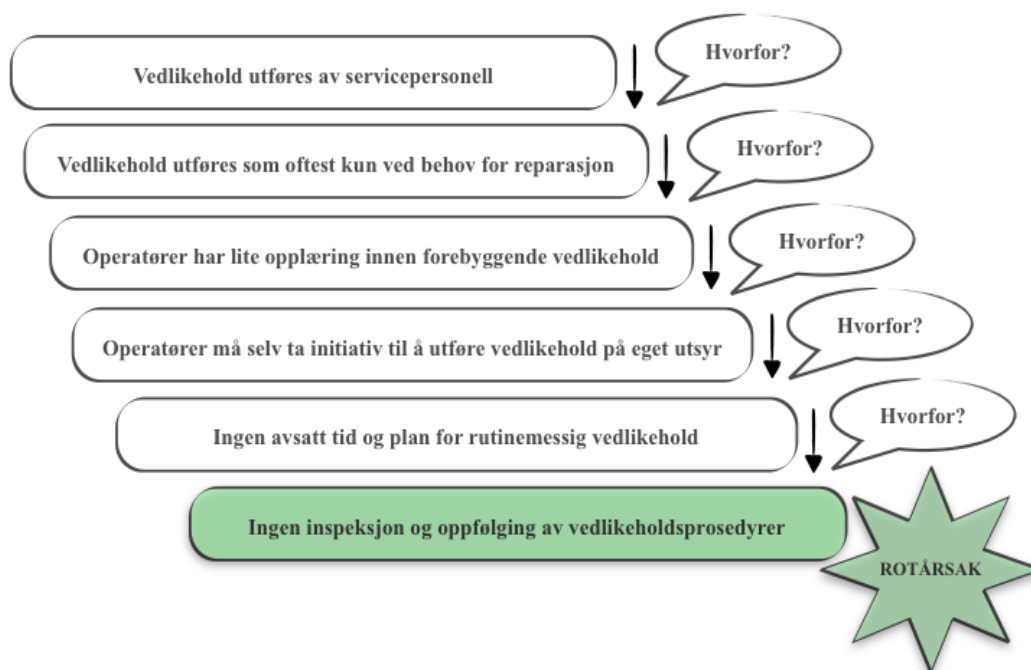 Vedlikehold utføres av servicepersonell
Hvorfor?
Vedlikehold utføres som oftest kun ved behov for reparasjon
Hvorfor?
Operatører har lite opplæring innen forebyggende vedlikehold
Hvorfor?
Operatører må selv ta initiativ til å utføre vedlikehold på eget utsyr
Hvorfor?
Ingen avsatt tid og plan for rutinemessig vedlikehold
Hvorfor?
Ingen inspeksjon og oppfølging av vedlikeholdsprosedyrer
ROTÅRSAK